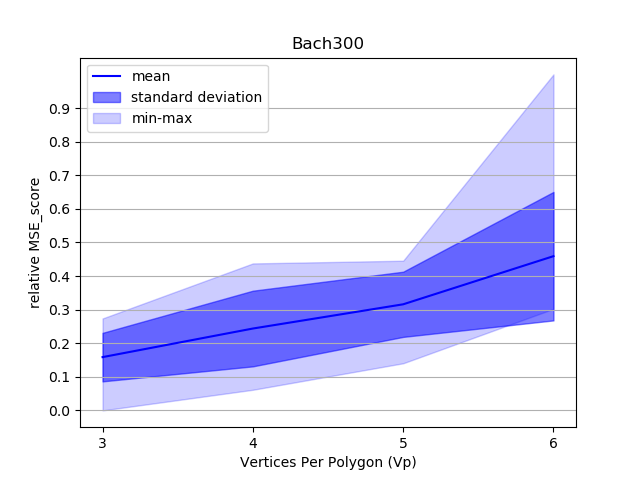 Bach300
mean
standard deviation
min-max
relative MSE_score
0.9
0.8
0.7
0.6
0.5
0.4
0.3
0.2
0.1
0.0
3 4 5 6
Vertices Per Polygon (Vp)